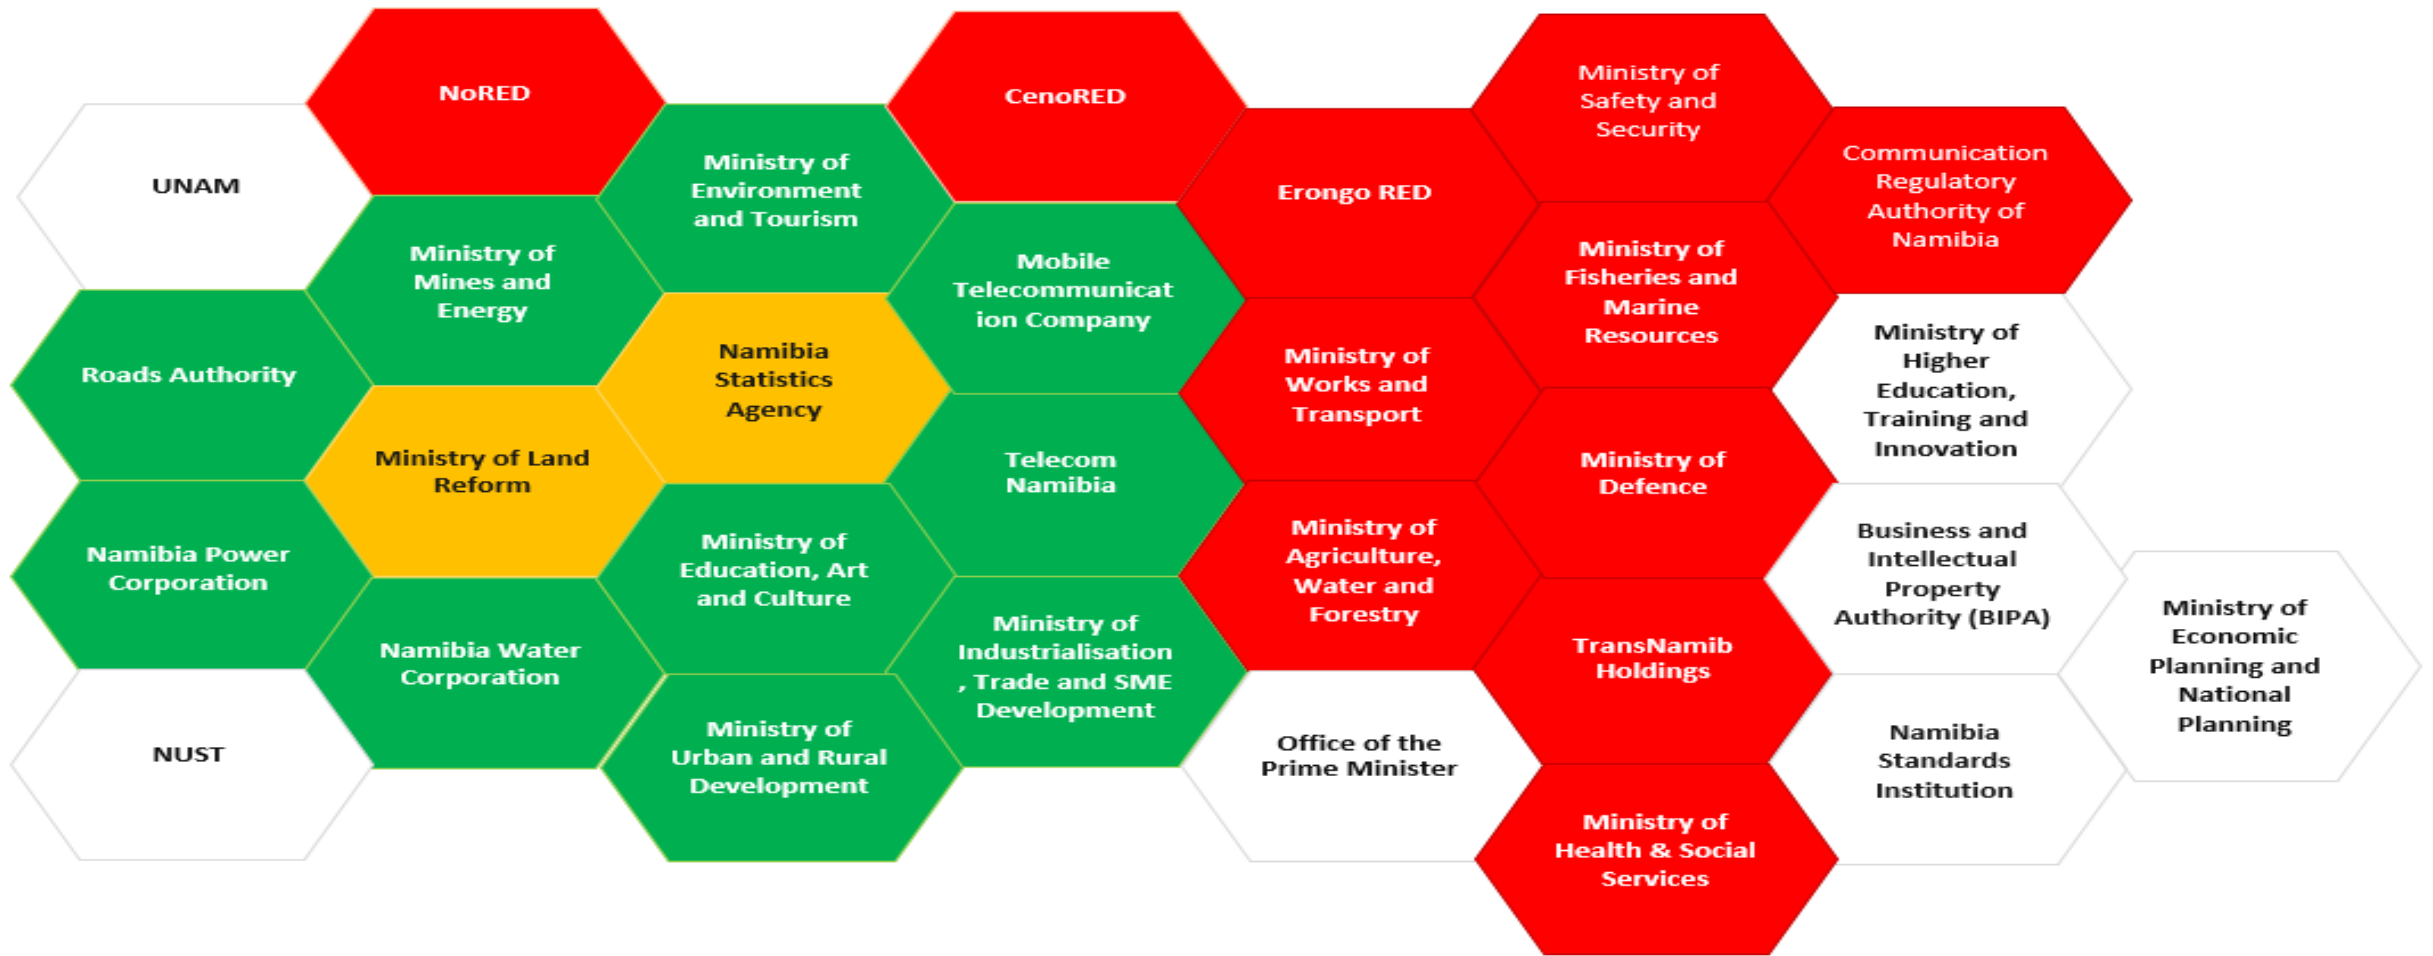 UNAM
Roads Authority
Namibia Power
Corporation
NUST
NoRED
Ministry of
Mines and
Energy
Ministry of Land
Reform
Namibia Water
Corporation
Ministry of
Environment
and Tourism
Namibia
Statistics
Agency
Ministry of
Education, Art
and Culture
Ministry of
Urban and Rural
Development
CenoRED
Mobile
Telecommunicat
ion Company
Telecom
Namibia
Ministry of
Industrialisation
, Trade and SME
Development
Erongo RED
Ministry of
Works and
Transport
Ministry of
Agriculture,
Water and
Forestry
Office of the
Prime Minister
Ministry of
Safety and
Security
Ministry of
Fisheries and
Marine
Resources
Ministry of
Defence
TransNamib
Holdings
Ministry of
Health & Social
Services
Communication
Regulatory
Authority of
Namibia
Ministry of
Higher
Education,
Training and
Innovation
Business and
Intellectual
Property
Authority (BIPA)
Namibia
Standards
Institution
Ministry of
Economic
Planning and
National
Planning